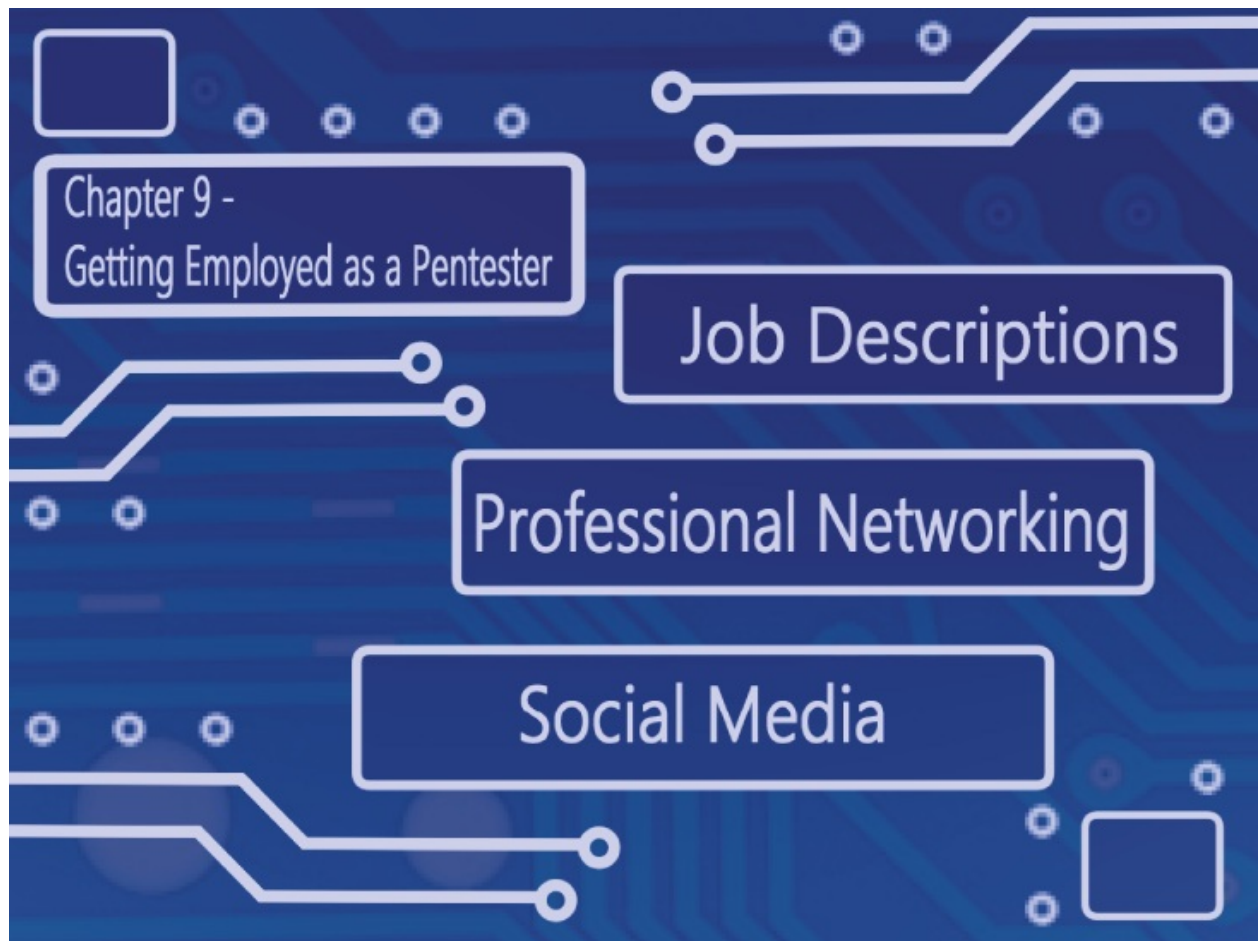 Chapter 9 -
Getting Employed as a Pentester
Job Descriptions
Professional Networking
Social Media